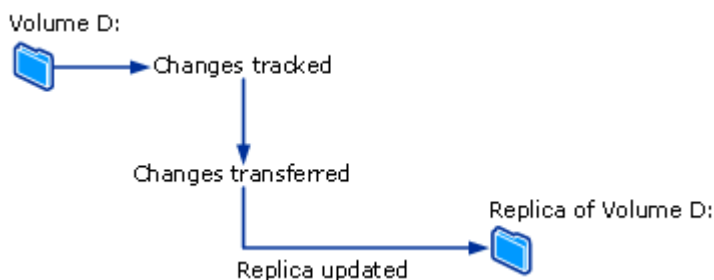 Volume D:
Changes tracked
Changes transferred
Replica of Volume D:
Replica updated